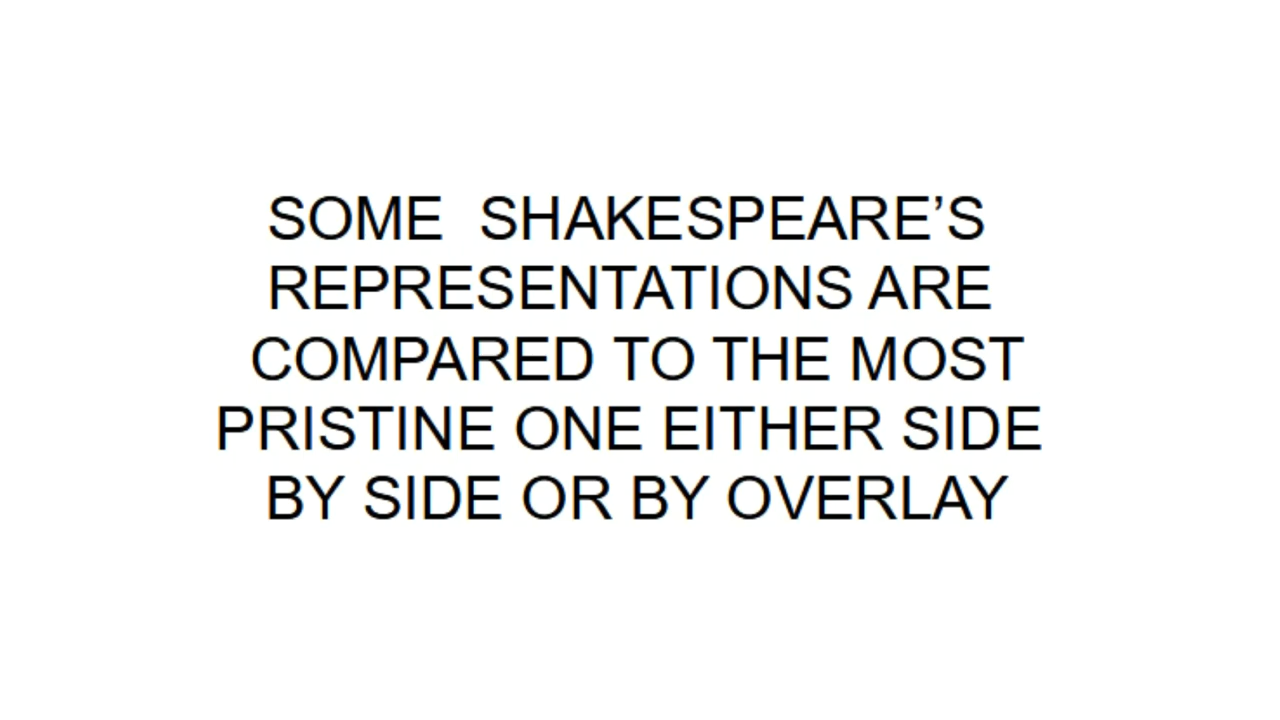 SOME  SHAKESPEARE’S
REPRESENTATIONS ARE
COMPARED TO THE MOST
PRISTINE ONE EITHER SIDE
BY SIDE OR BY OVERLAY